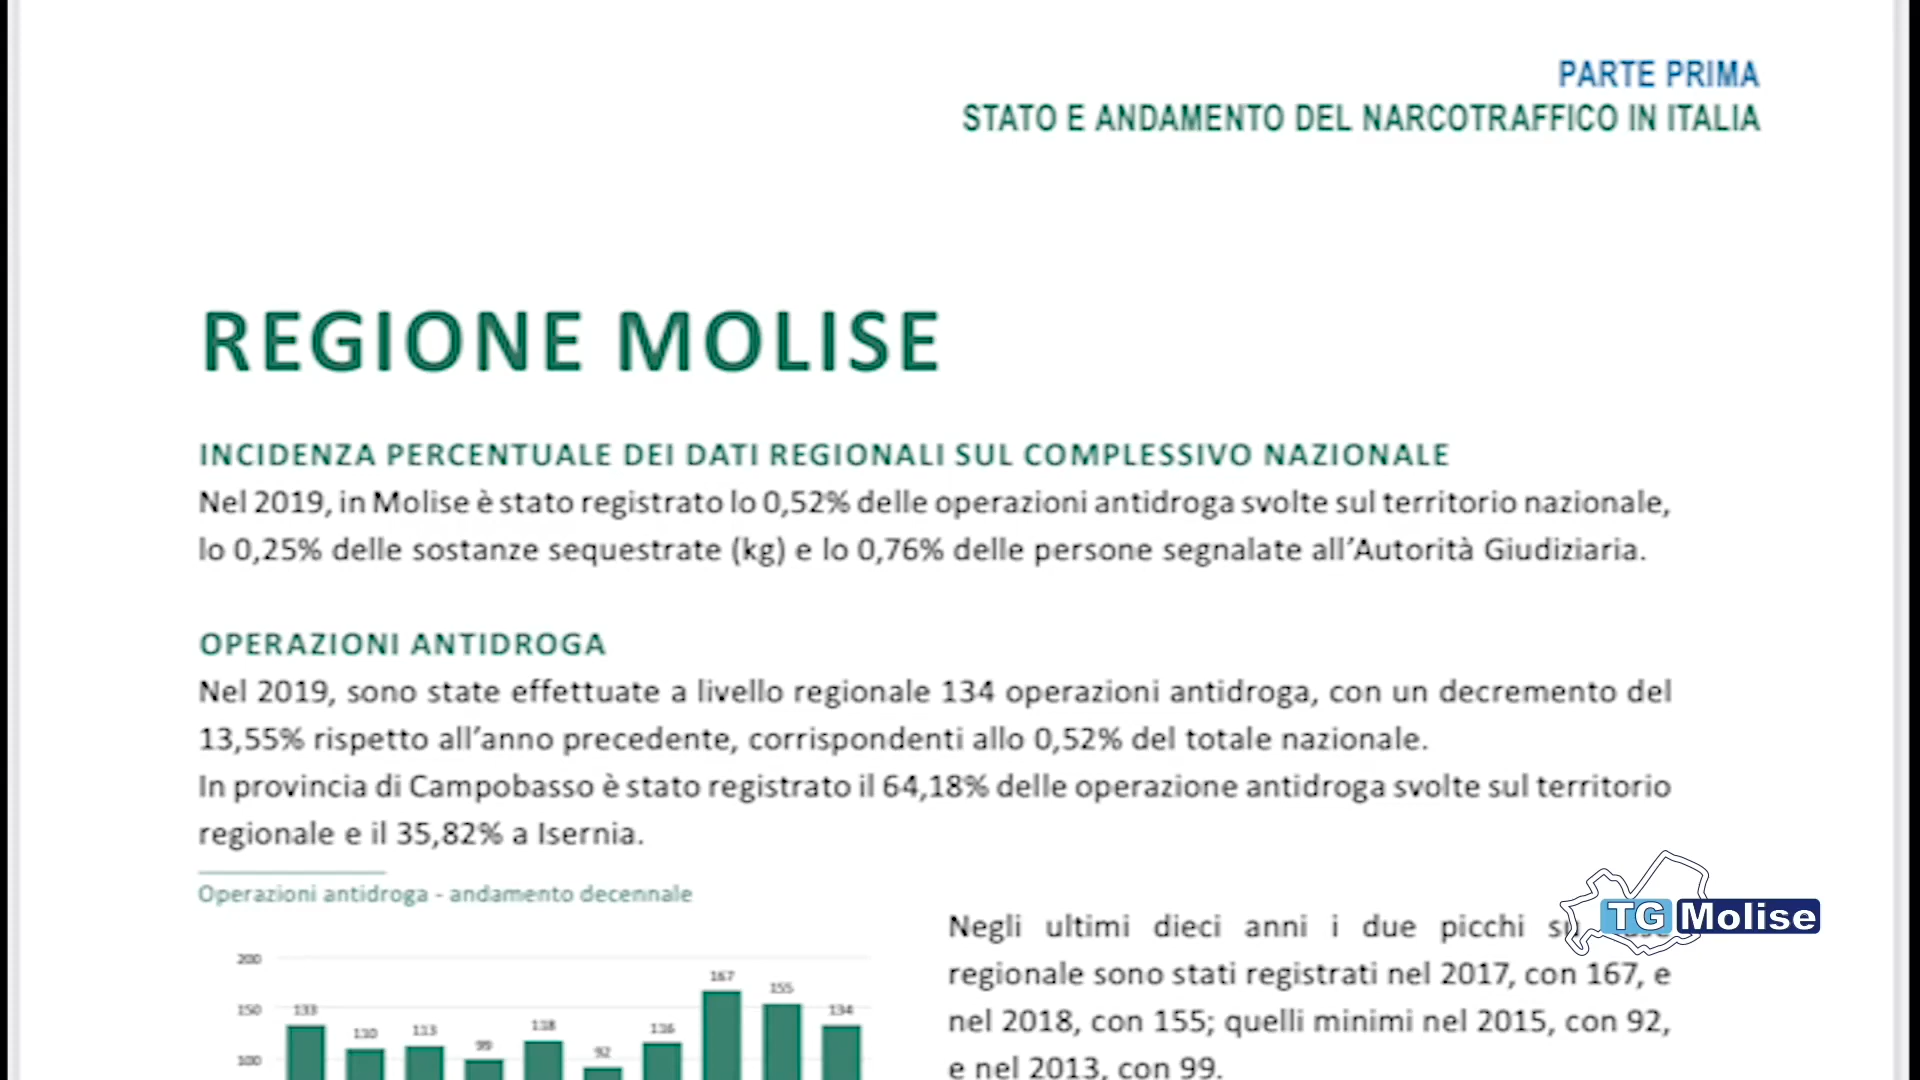 PARTE PRIMA
STATO E ANDAMENTO DEL NARCOTRAFFICO IN ITALIA
REGIONE MOLISE
INCIDENZA PERCENTUALE DEI DATI REGIONALI SUL COMPLESSIVO NAZIONALE
Nel 2019, in Molise è stato registrato lo 0,52% delle operazioni antidroga svolte sul territorio nazionale,
lo 0,25% delle sostanze sequestrate (kg) e lo 0,76% delle persone segnalate all'Autorità Giudiziaria.
OPERAZIONI ANTIDROGA
Nel 2019, sono state effettuate a livello regionale 134 operazioni antidroga, con un decremento del
13,55% rispetto all'anno precedente, corrispondenti allo 0,52% del totale nazionale.
In provincia di Campobasso è stato registrato il 64,18% delle operazione antidroga svolte sul territorio
regionale e il 35,82% a Isernia.
Operazioni antidroga - andamento decennale
200
150
100
133
110
113
99
118
92
116
167
155
134
Negli ultimi dieci anni i due picchi
regionale sono stati registrati nel 2017, con 167, e
nel 2018, con 155; quelli minimi nel 2015, con 92,
e nel 2013, con 99.
TG Molise